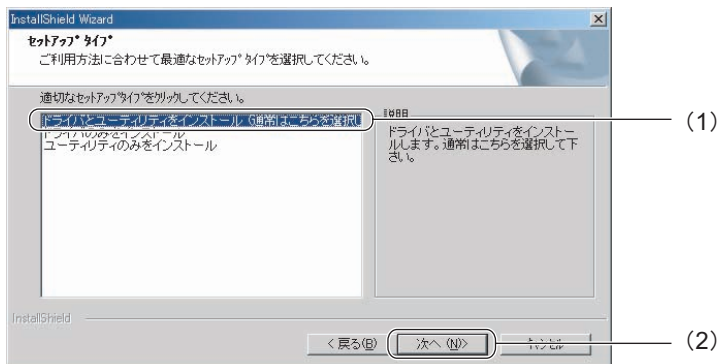 InstallShield Wizard
セットアップ タイプ
ご利用方法に合わせて最適なセットアップ タイプを選択してください。
適切なセットアップ タイプをクリックしてください。
説明
ドライバとユーティリティをインストール（通常はこちらを選択
(1)
ドライバのみをインストール
ユーティリティのみをインストール
ドライバとユーティリティをインストー
ルします。通常はこちらを選択して下
さい。
InstallShield
< 戻る(B)
次へ (N)>
キャンセル
(2)